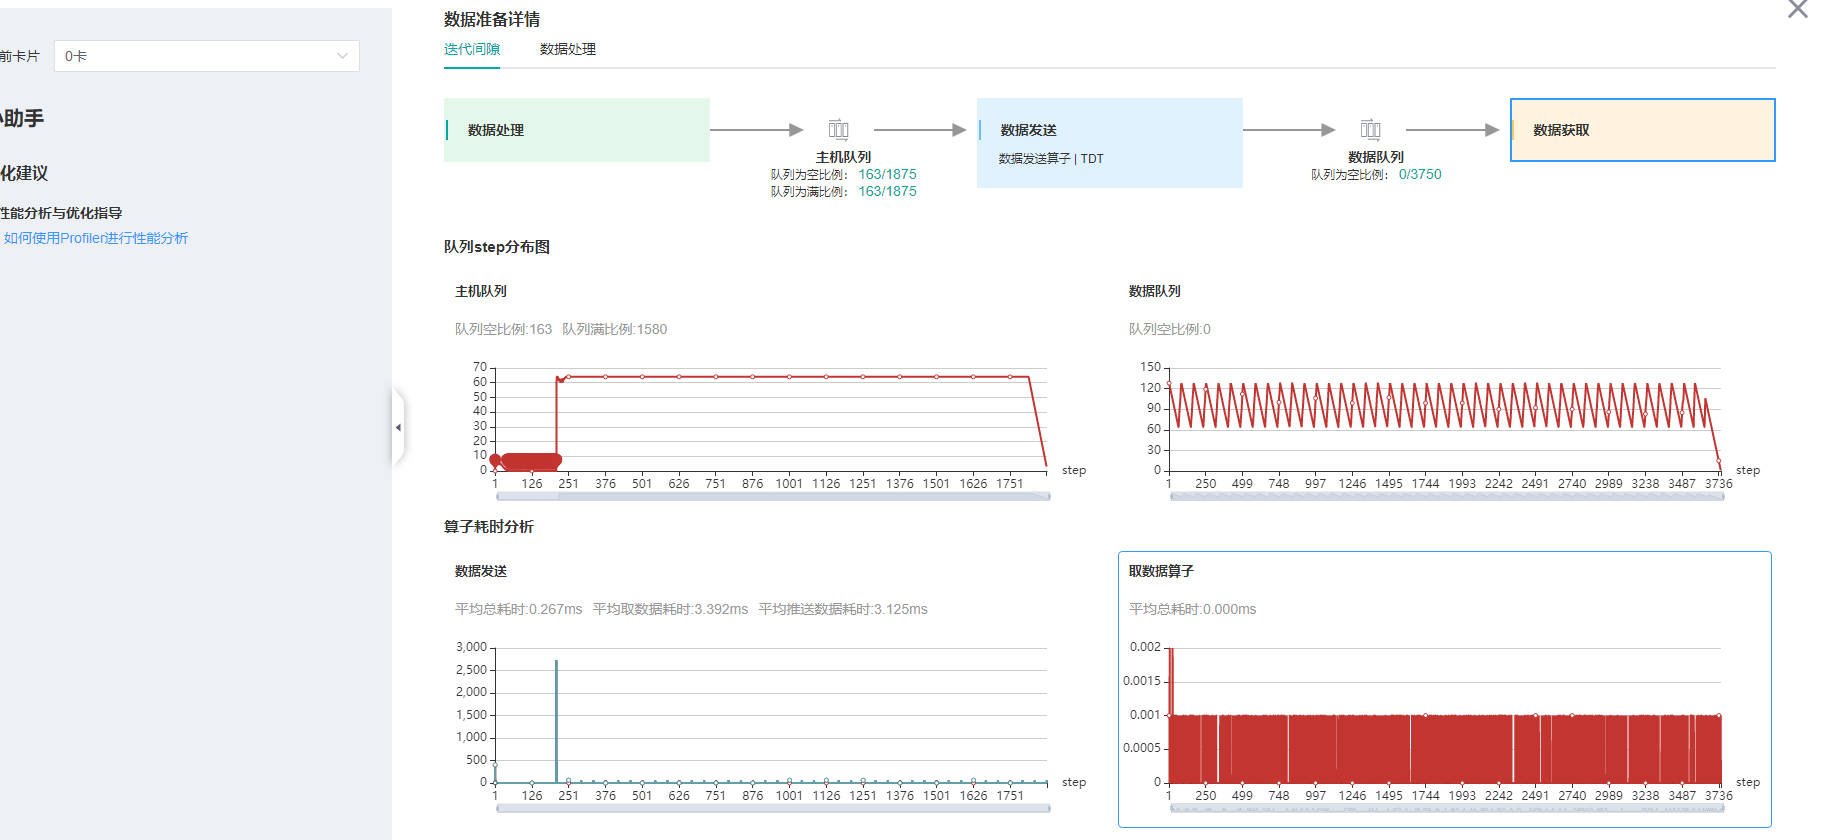 数据准备详情
迭代间隙 数据处理
前卡片 0卡
小助手
化建议
性能分析与优化指导
如何使用Profiler进行性能分析
数据处理
主机队列
队列为空比例： 163/1875
队列为满比例： 163/1875
数据发送
数据发送算子 | TDT
数据队列
队列为空比例： 0/3750
数据获取
队列step分布图
主机队列
队列空比例:163 队列满比例:1580
70
60
50
40
30
20
10
0
1 126 251 376 501 626 751 876 1001 1126 1251 1376 1501 1626 1751
step
数据队列
队列空比例:0
150
120
90
60
30
0
1 250 499 748 997 1246 1495 1744 1993 2242 2491 2740 2989 3238 3487 3736
step
算子耗时分析
数据发送
平均总耗时:0.267ms 平均取数据耗时:3.392ms 平均推送数据耗时:3.125ms
3,000
2,500
2,000
1,500
1,000
500
0
1 126 251 376 501 626 751 876 1001 1126 1251 1376 1501 1626 1751
step
取数据算子
平均总耗时:0.000ms
0.002
0.0015
0.001
0.0005
0
1 250 499 748 997 1246 1495 1744 1993 2242 2491 2740 2989 3238 3487 3736
step